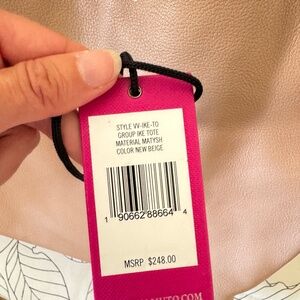 STYLE VV-IKE-TO
GROUP IKE TOTE
MATERIAL MATYSH
COLOR NEW BEIGE
1 90662 88664 4
MSRP $248.00